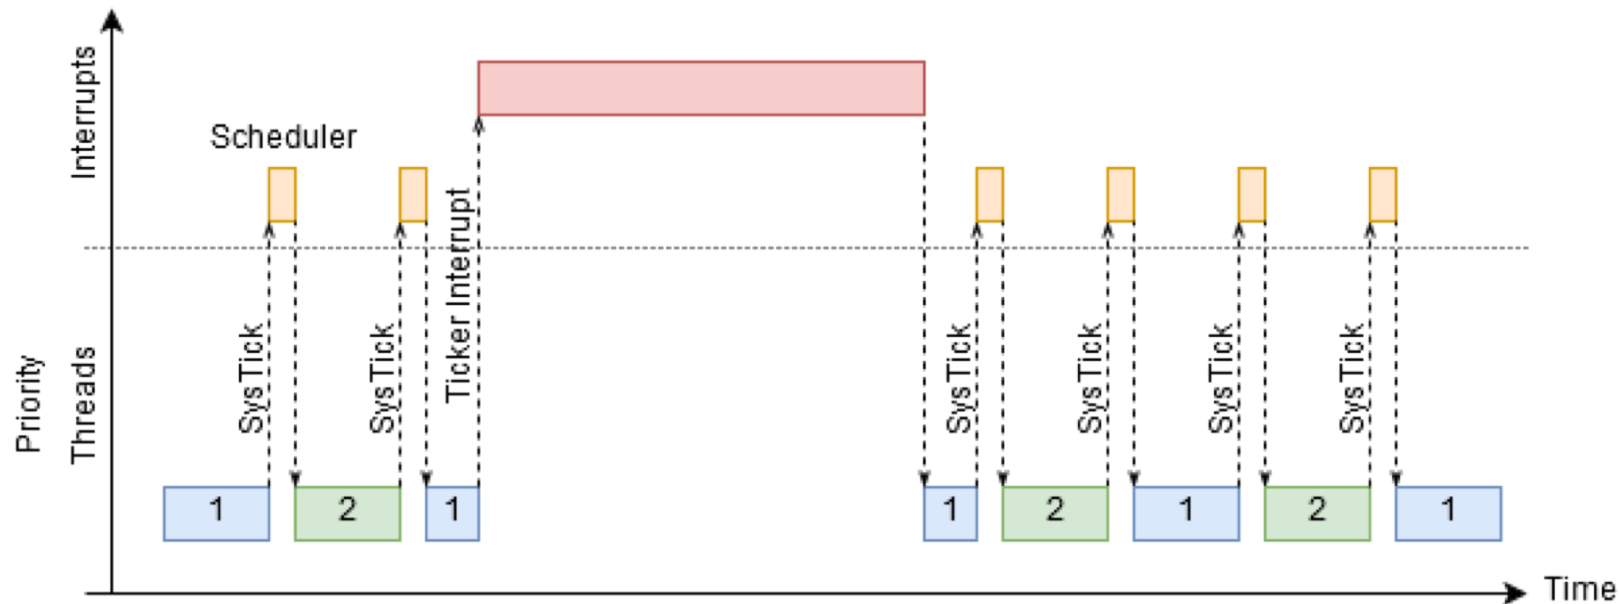 Interrupts
Scheduler
Ticker Interrupt
Priority
Threads
SysTick
SysTick
SysTick
SysTick
SysTick
SysTick
1
2
1
1
2
1
2
1
Time